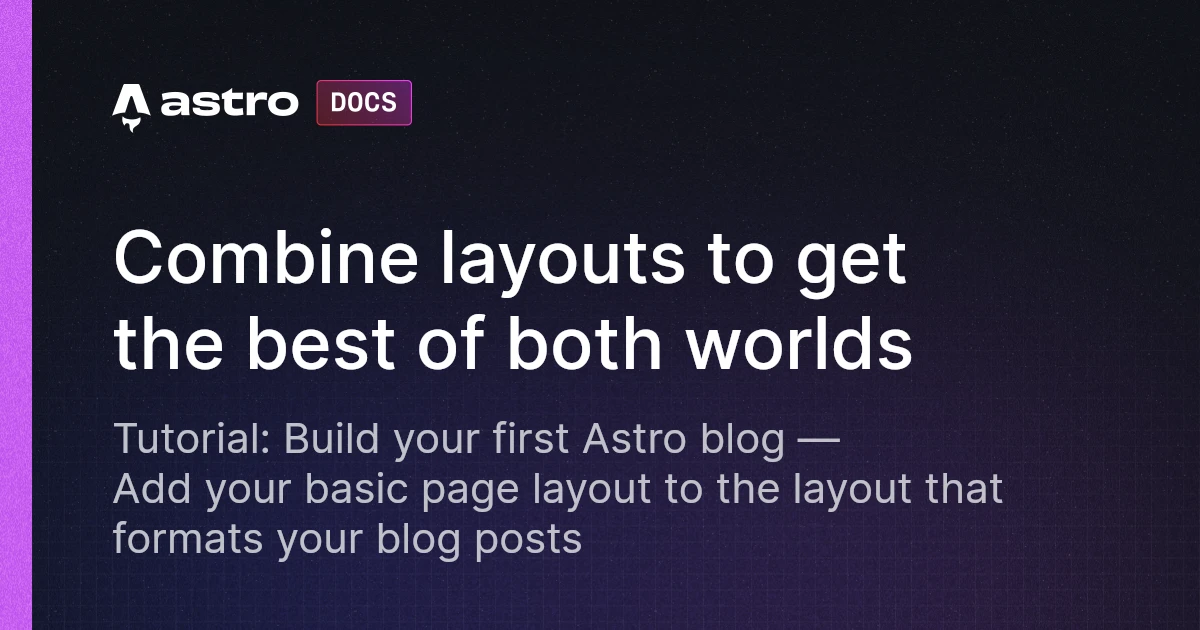 astro DOCS
Combine layouts to get
the best of both worlds
Tutorial: Build your first Astro blog —
Add your basic page layout to the layout that
formats your blog posts